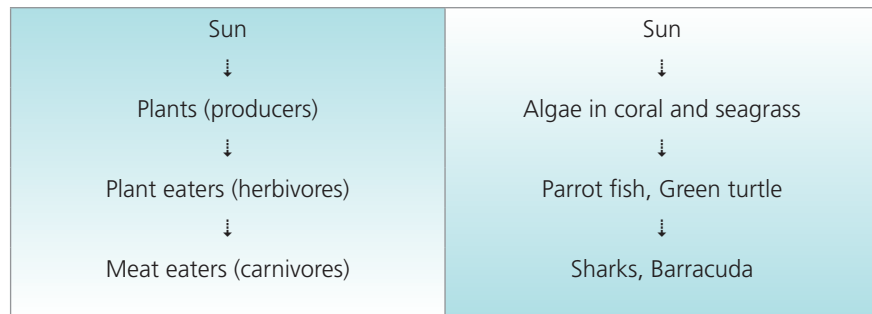 Sun
Plants (producers)
Plant eaters (herbivores)
Meat eaters (carnivores)
Sun
Algae in coral and seagrass
Parrot fish, Green turtle
Sharks, Barracuda